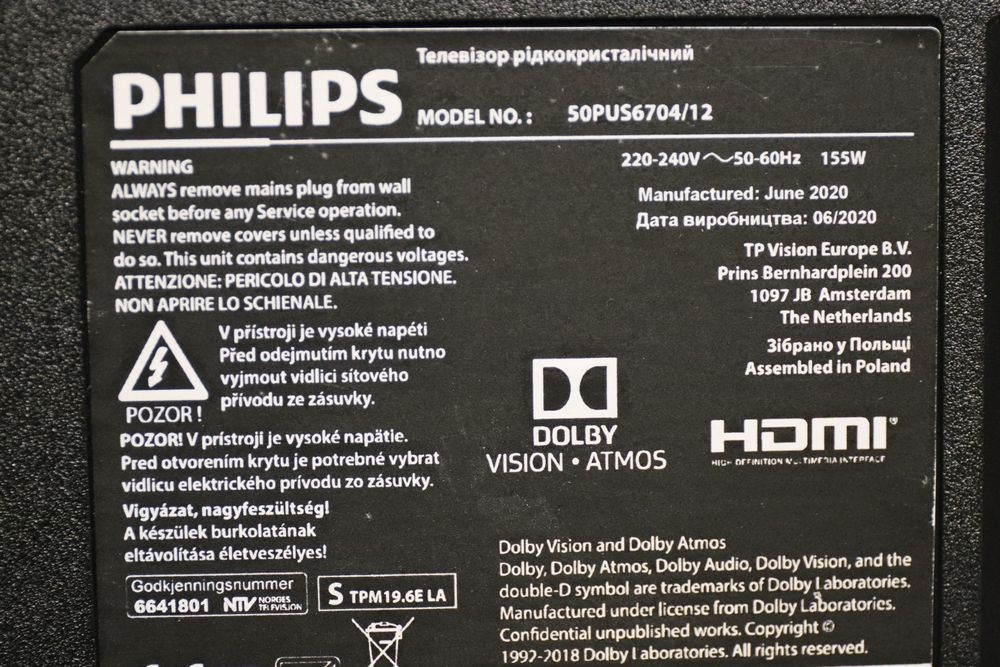 Телевізор рідкокристалічний
PHILIPS MODEL NO. : 50PUS6704/12
220-240V ~ 50-60Hz 155W
Manufactured: June 2020
Дата виробництва: 06/2020
TP Vision Europe B.V.
Prins Bernhardplein 200
1097 JB Amsterdam
The Netherlands
Зібрано у Польщі
Assembled in Poland
WARNING
ALWAYS remove mains plug from wall
socket before any Service operation.
NEVER remove covers unless qualified to
do so. This unit contains dangerous voltages.
ATTENZIONE: PERICOLO DI ALTA TENSIONE.
NON APRIRE LO SCHIENALE.
V přístroji je vysoké napéti
Před odejmutím krytu nutno
vyjmout vidlici sítového
přívodu ze zásuvky.
POZOR !
POZOR! V prístroji je vysoké napätie.
Pred otvorením krytu je potrebné vybrat
vidlicu elektrického prívodu zo zásuvky.
Vigyázat, nagyfeszültség!
A készülek burkolatának
eltávolítása életveszélyes!
DOLBY
VISION • ATMOS
HDMI®
HIGH-DEFINITION MULTIMEDIA INTERFACE
Godkjenningsnummer
6641801 NTV NORGES
TELEVISJON
S TPM19.6E LA
Dolby Vision and Dolby Atmos
Dolby, Dolby Atmos, Dolby Audio, Dolby Vision, and the
double-D symbol are trademarks of Dolby Laboratories.
Manufactured under license from Dolby Laboratories.
Confidential unpublished works. Copyright ©
1992-2018 Dolby Laboratories. All rights reserved.